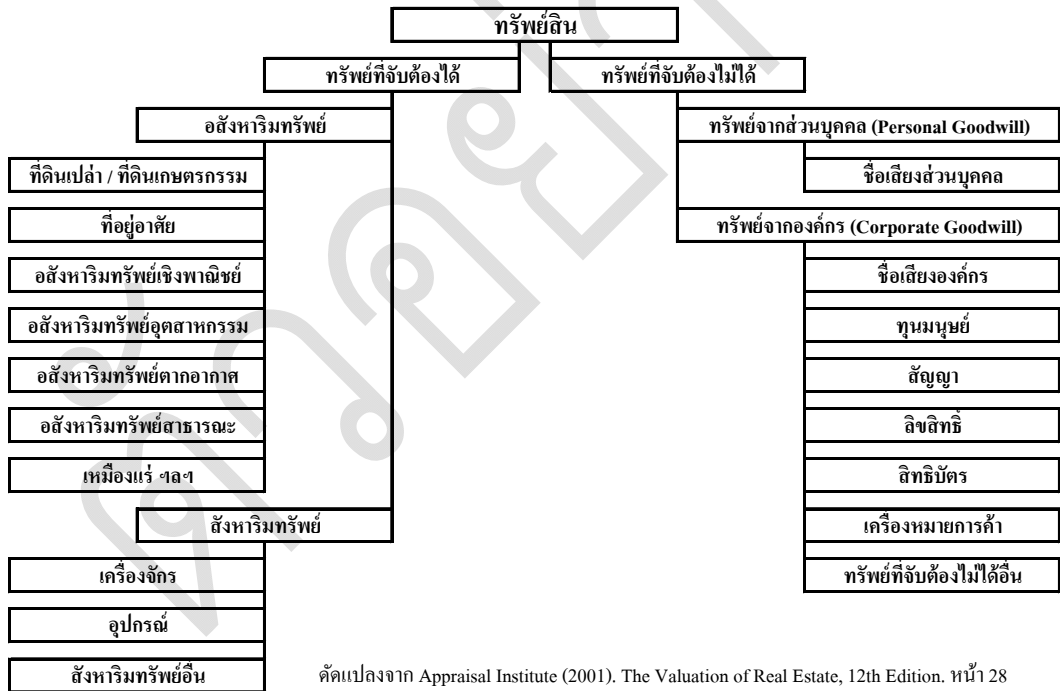 ทรัพย์สิน
ทรัพย์ที่จับต้องได้
ทรัพย์ที่จับต้องไม่ได้
อสังหาริมทรัพย์
ทรัพย์จากส่วนบุคคล (Personal Goodwill)
ที่ดินเปล่า / ที่ดินเกษตรกรรม
ชื่อเสียงส่วนบุคคล
ที่อยู่อาศัย
ทรัพย์จากองค์กร (Corporate Goodwill)
อสังหาริมทรัพย์เชิงพาณิชย์
ชื่อเสียงองค์กร
อสังหาริมทรัพย์อุตสาหกรรม
ทุนมนุษย์
อสังหาริมทรัพย์ตากอากาศ
สัญญา
อสังหาริมทรัพย์สาธารณะ
ลิขสิทธิ์
เหมืองแร่ ฯลฯ
สิทธิบัตร
สังหาริมทรัพย์
เครื่องหมายการค้า
เครื่องจักร
ทรัพย์ที่จับต้องไม่ได้อื่น
อุปกรณ์
สังหาริมทรัพย์อื่น
ดัดแปลงจาก Appraisal Institute (2001). The Valuation of Real Estate, 12th Edition. หน้า 28